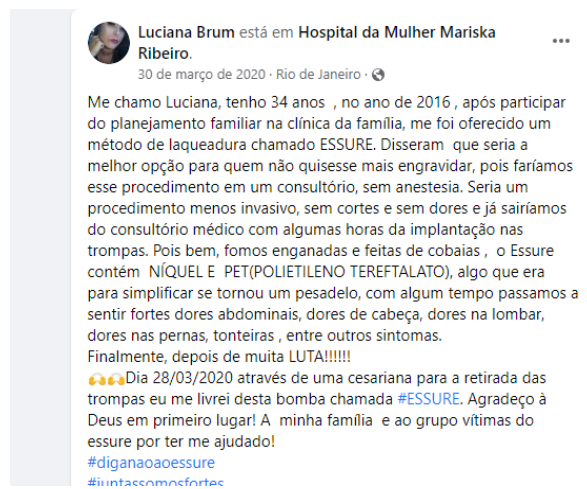 Luciana Brum está em Hospital da Mulher Mariska
Ribeiro.
30 de março de 2020 · Rio de Janeiro ·
Me chamo Luciana, tenho 34 anos , no ano de 2016 , após participar
do planejamento familiar na clínica da família, me foi oferecido um
método de laqueadura chamado ESSURE. Disseram que seria a
melhor opção para quem não quisesse mais engravidar, pois faríamos
esse procedimento em um consultório, sem anestesia. Seria um
procedimento menos invasivo, sem cortes e sem dores e já sairíamos
do consultório médico com algumas horas da implantação nas
trompas. Pois bem, fomos enganadas e feitas de cobaias , o Essure
contém NÍQUEL E PET(POLIETILENO TEREFTALATO), algo que era
para simplificar se tornou um pesadelo, com algum tempo passamos a
sentir fortes dores abdominais, dores de cabeça, dores na lombar,
dores nas pernas, tonteiras , entre outros sintomas.
Finalmente, depois de muita LUTA!!!!!!
🙌🙌Dia 28/03/2020 através de uma cesariana para a retirada das
trompas eu me livrei desta bomba chamada #ESSURE. Agradeço à
Deus em primeiro lugar! A minha família e ao grupo vítimas do
essure por ter me ajudado!
#diganaoaoessure
#juntassomosfortes